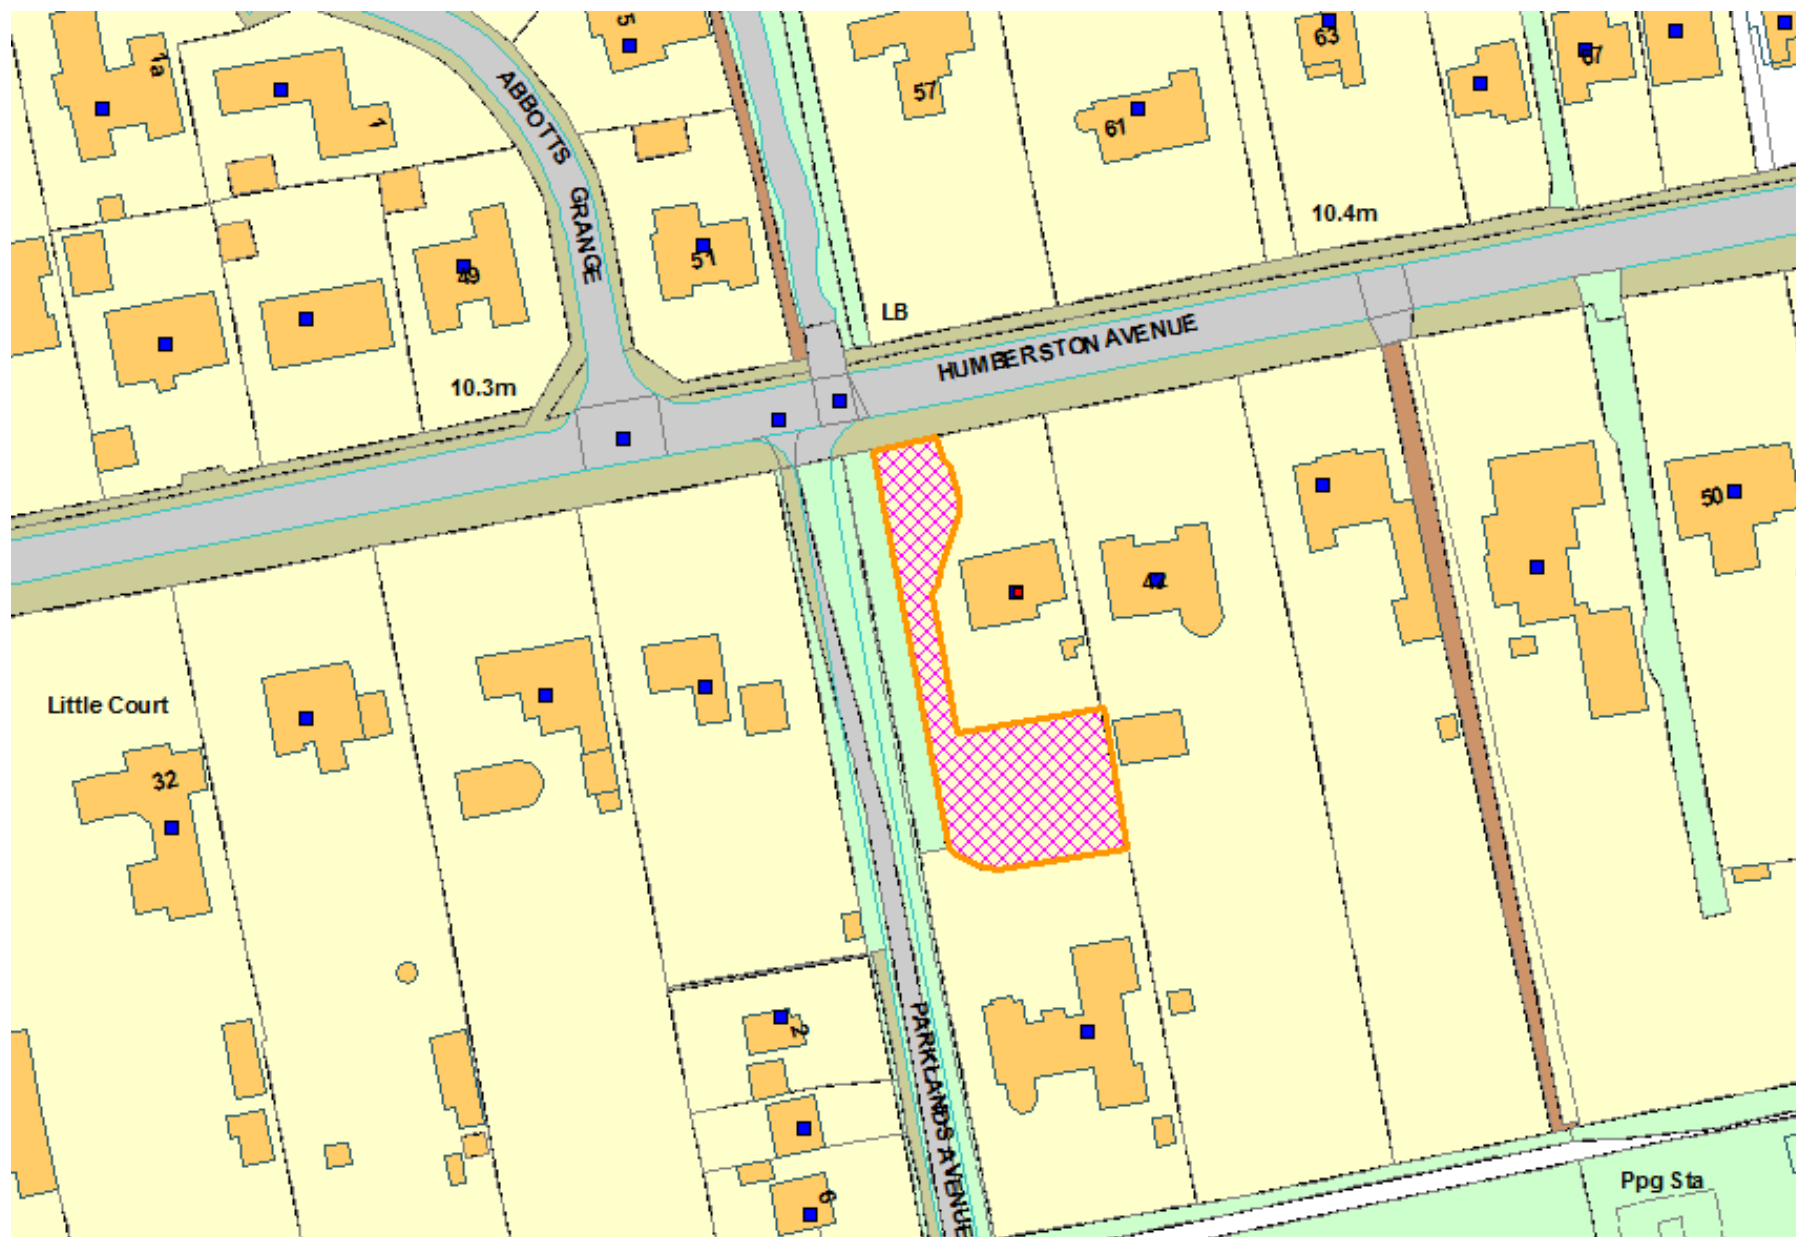 5
1a
63
67
57
1
61
ABBOTTS
GRANGE
10.4m
51
49
LB
HUMBERSTON AVENUE
10.3m
50
Little Court
32
2
PARKLANDS AVENUE
Ppg Sta
6